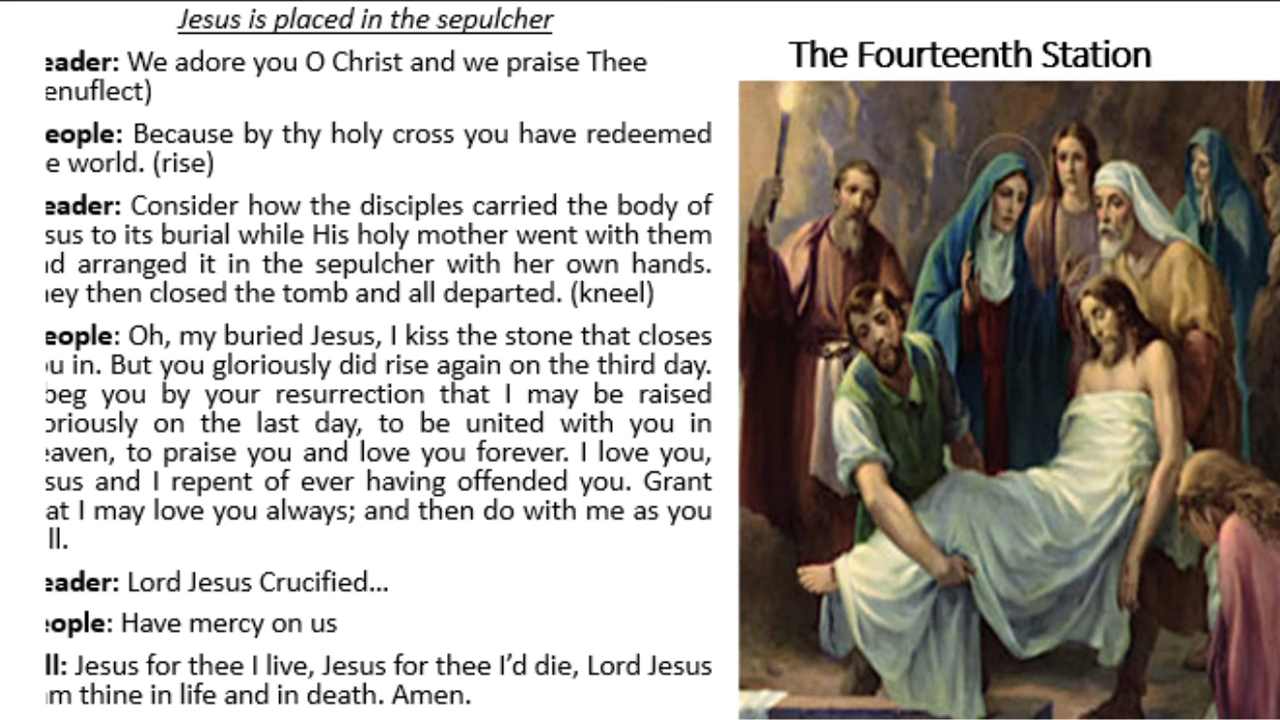 Jesus is placed in the sepulcher
The Fourteenth Station
eader: We adore you O Christ and we praise Thee
enuflect)
eople: Because by thy holy cross you have redeemed
e world. (rise)
eader: Consider how the disciples carried the body of
sus to its burial while His holy mother went with them
d arranged it in the sepulcher with her own hands.
ey then closed the tomb and all departed. (kneel)
eople: Oh, my buried Jesus, I kiss the stone that closes
u in. But you gloriously did rise again on the third day.
beg you by your resurrection that I may be raised
oriously on the last day, to be united with you in
eaven, to praise you and love you forever. I love you,
sus and I repent of ever having offended you. Grant
at I may love you always; and then do with me as you
ll.
eader: Lord Jesus Crucified...
eople: Have mercy on us
ll: Jesus for thee I live, Jesus for thee I'd die, Lord Jesus
m thine in life and in death. Amen.